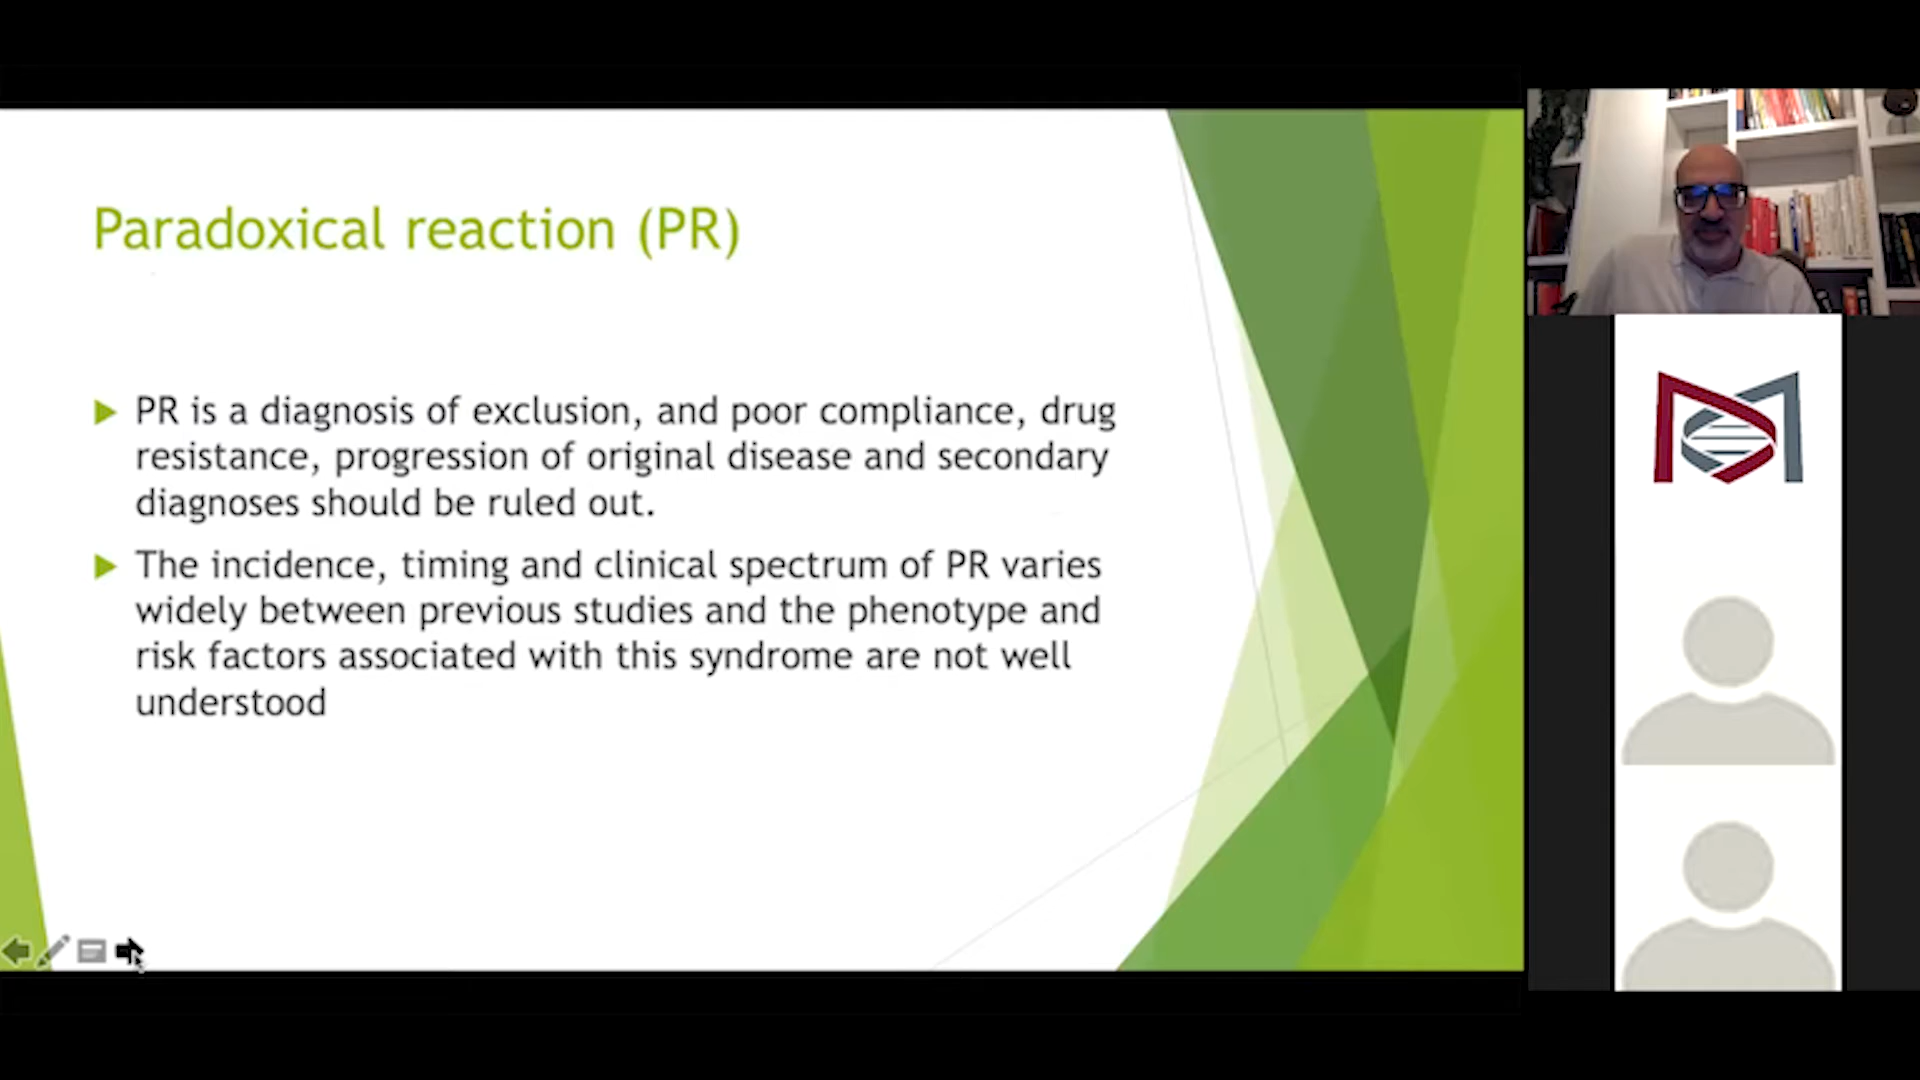 Paradoxical reaction (PR)
PR is a diagnosis of exclusion, and poor compliance, drug
resistance, progression of original disease and secondary
diagnoses should be ruled out.
The incidence, timing and clinical spectrum of PR varies
widely between previous studies and the phenotype and
risk factors associated with this syndrome are not well
understood